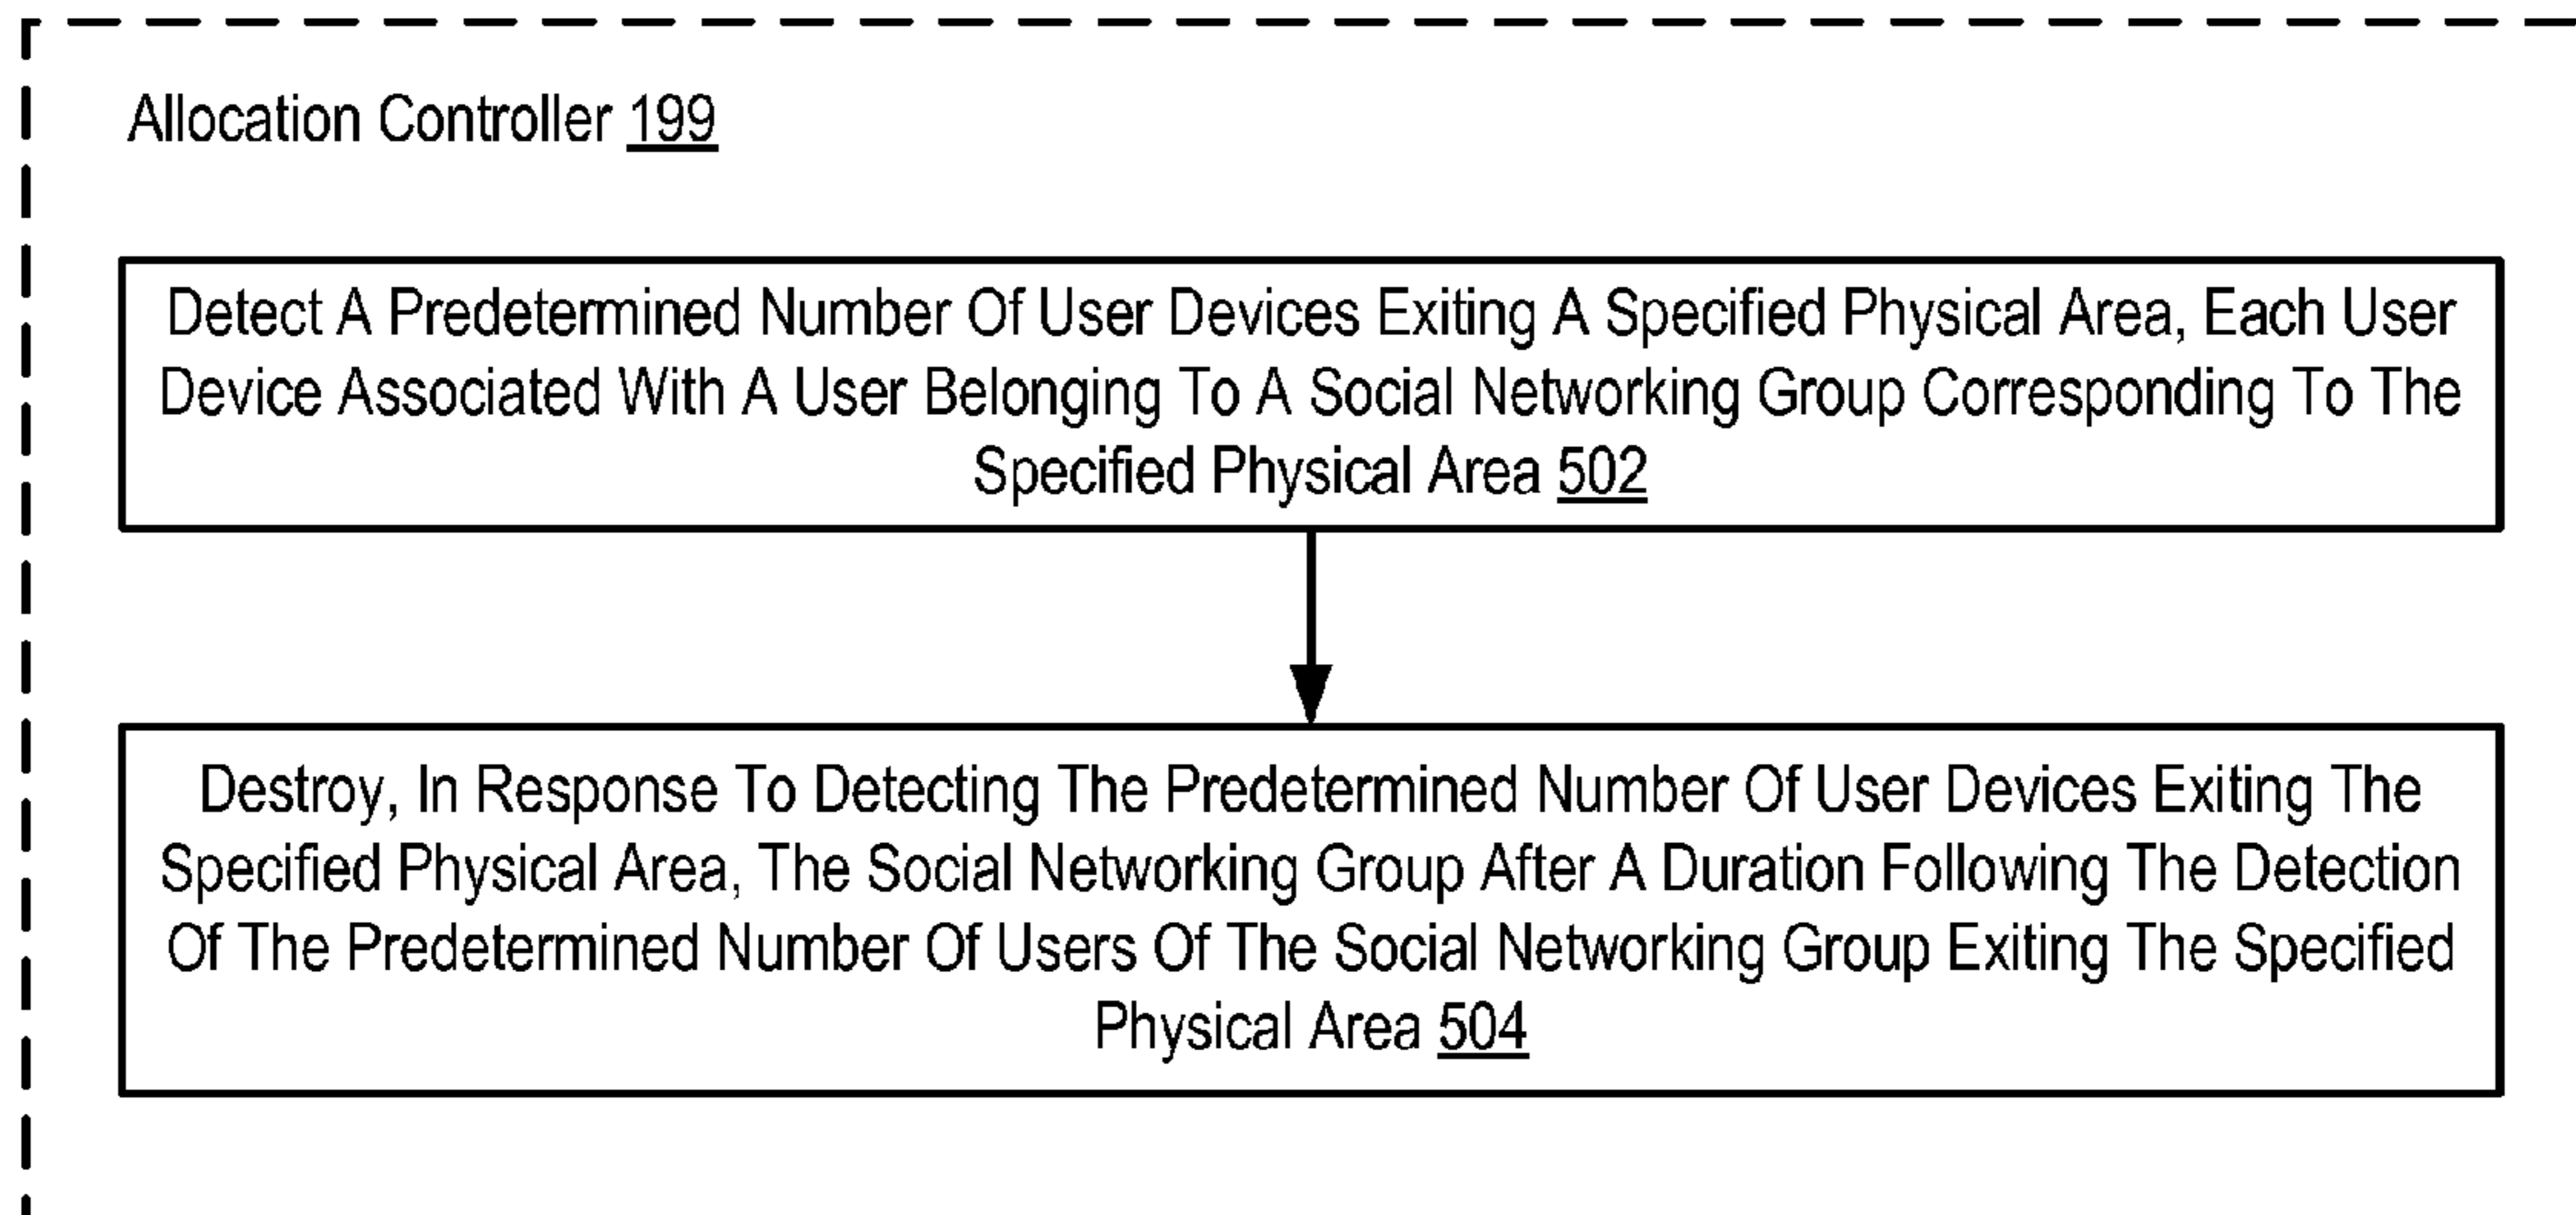 Allocation Controller 199
Detect A Predetermined Number Of User Devices Exiting A Specified Physical Area, Each User
Device Associated With A User Belonging To A Social Networking Group Corresponding To The
Specified Physical Area 502
Destroy, In Response To Detecting The Predetermined Number Of User Devices Exiting The
Specified Physical Area, The Social Networking Group After A Duration Following The Detection
Of The Predetermined Number Of Users Of The Social Networking Group Exiting The Specified
Physical Area 504